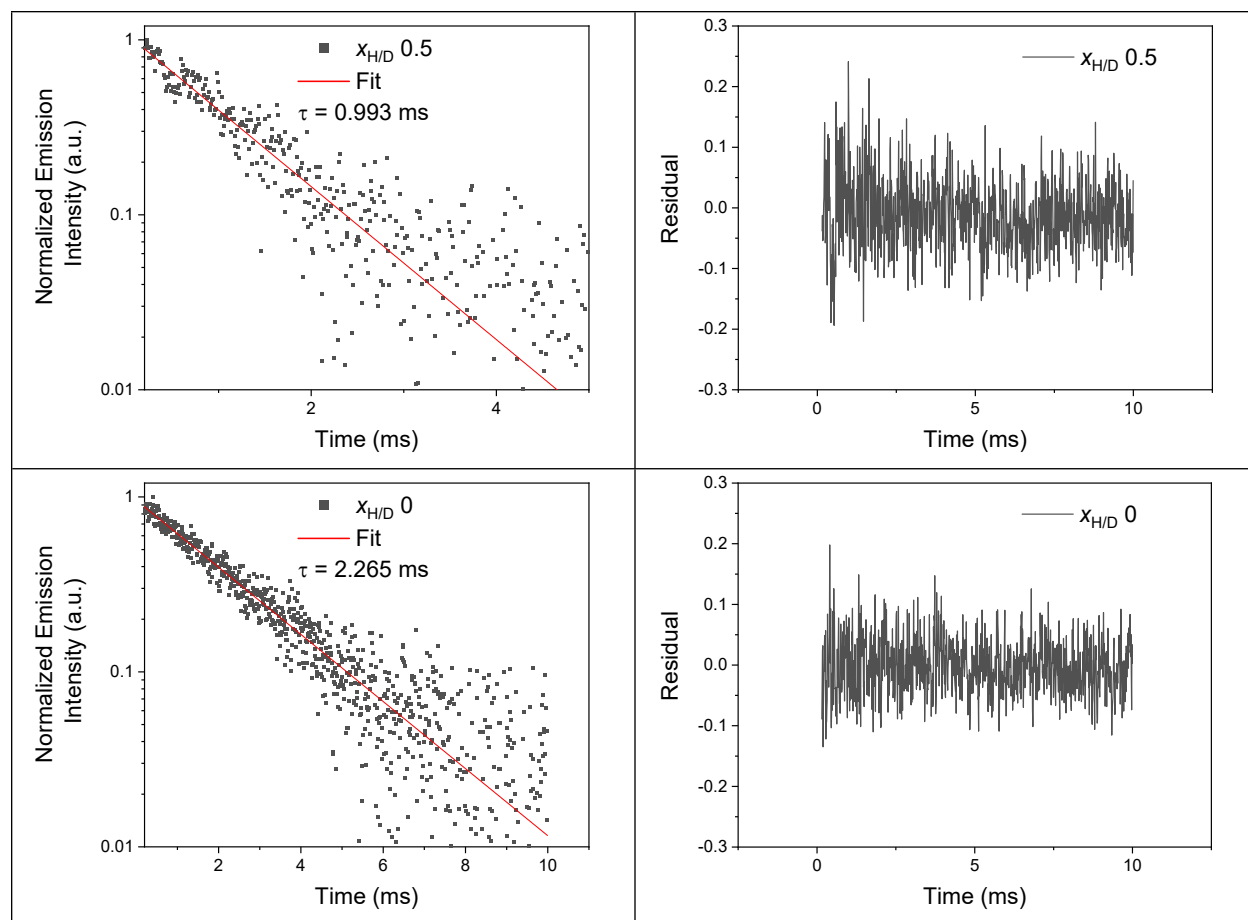 1
0.1
0.01
Normalized Emission
Intensity (a.u.)
x_H/D 0.5
Fit
τ = 0.993 ms
2
4
Time (ms)
0.3
0.2
0.1
0.0
-0.1
-0.2
-0.3
Residual
x_H/D 0.5
0
5
10
Time (ms)
1
0.1
0.01
Normalized Emission
Intensity (a.u.)
x_H/D 0
Fit
τ = 2.265 ms
2
4
6
8
10
Time (ms)
0.3
0.2
0.1
0.0
-0.1
-0.2
-0.3
Residual
x_H/D 0
0
5
10
Time (ms)